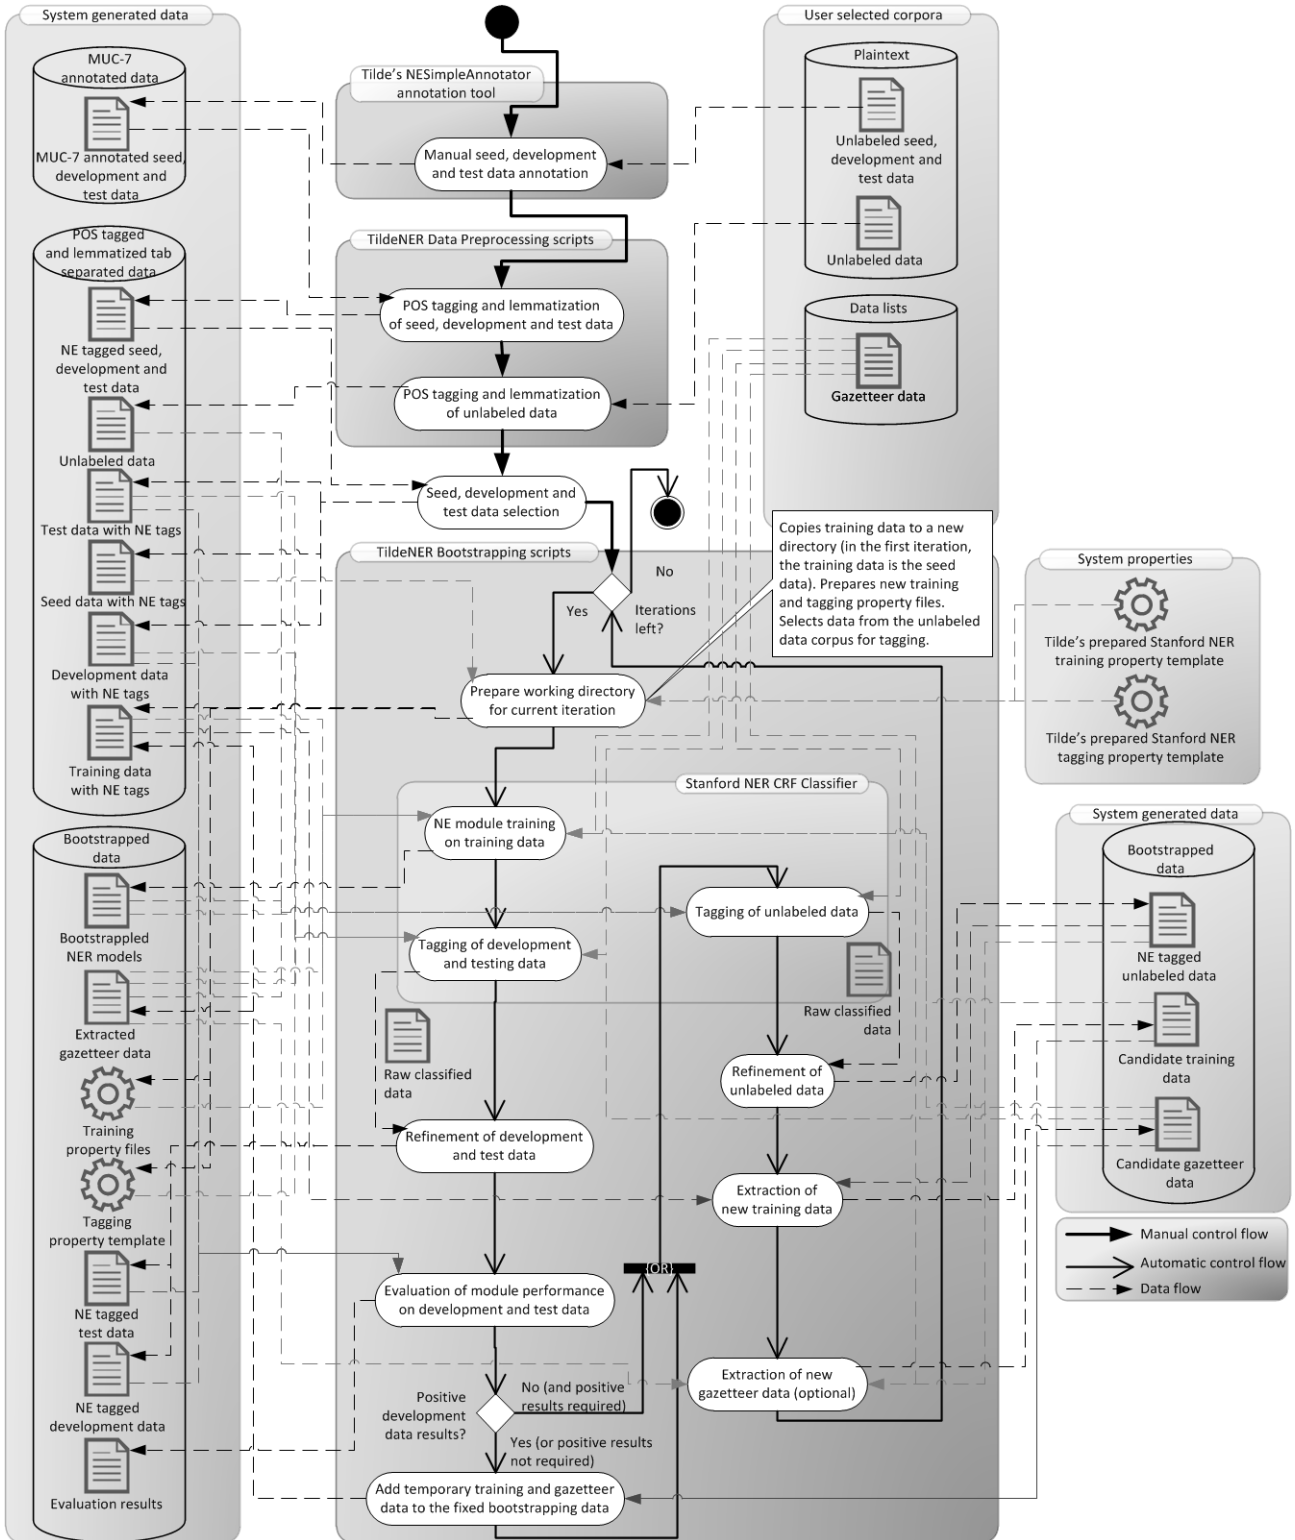 System generated data
MUC-7
annotated data
MUC-7 annotated seed,
development and
test data
POS tagged
and lemmatized tab
separated data
NE tagged seed,
development and
test data
Unlabeled data
Test data with NE tags
Seed data with NE tags
Development data
with NE tags
Training data
with NE tags
Bootstrapped
data
Bootstrappled
NER models
Extracted
gazetteer data
Training
property files
Tagging
property template
NE tagged
test data
NE tagged
development data
Evaluation results
Tilde's NESimpleAnnotator
annotation tool
Manual seed, development
and test data annotation
TildeNER Data Preprocessing scripts
POS tagging and lemmatization
of seed, development and test data
POS tagging and lemmatization
of unlabeled data
Seed, development and
test data selection
TildeNER Bootstrapping scripts
No
Yes
Iterations
left?
Prepare working directory
for current iteration
Stanford NER CRF Classifier
NE module training
on training data
Tagging of unlabeled data
Tagging of development
and testing data
Raw classified
data
Raw classified
data
Refinement of
unlabeled data
Refinement of development
and test data
Extraction of
new training data
{OR}
Evaluation of module performance
on development and test data
Extraction of new
gazetteer data (optional)
Positive
development
data results?
No (and positive
results required)
Yes (or positive results
not required)
Add temporary training and gazetteer
data to the fixed bootstrapping data
User selected corpora
Plaintext
Unlabeled seed,
development and
test data
Unlabeled data
Data lists
Gazetteer data
Copies training data to a new
directory (in the first iteration,
the training data is the seed
data). Prepares new training
and tagging property files.
Selects data from the unlabeled
data corpus for tagging.
System properties
Tilde's prepared Stanford NER
training property template
Tilde's prepared Stanford NER
tagging property template
System generated data
Bootstrapped
data
NE tagged
unlabeled data
Candidate training
data
Candidate gazetteer
data
Manual control flow
Automatic control flow
Data flow